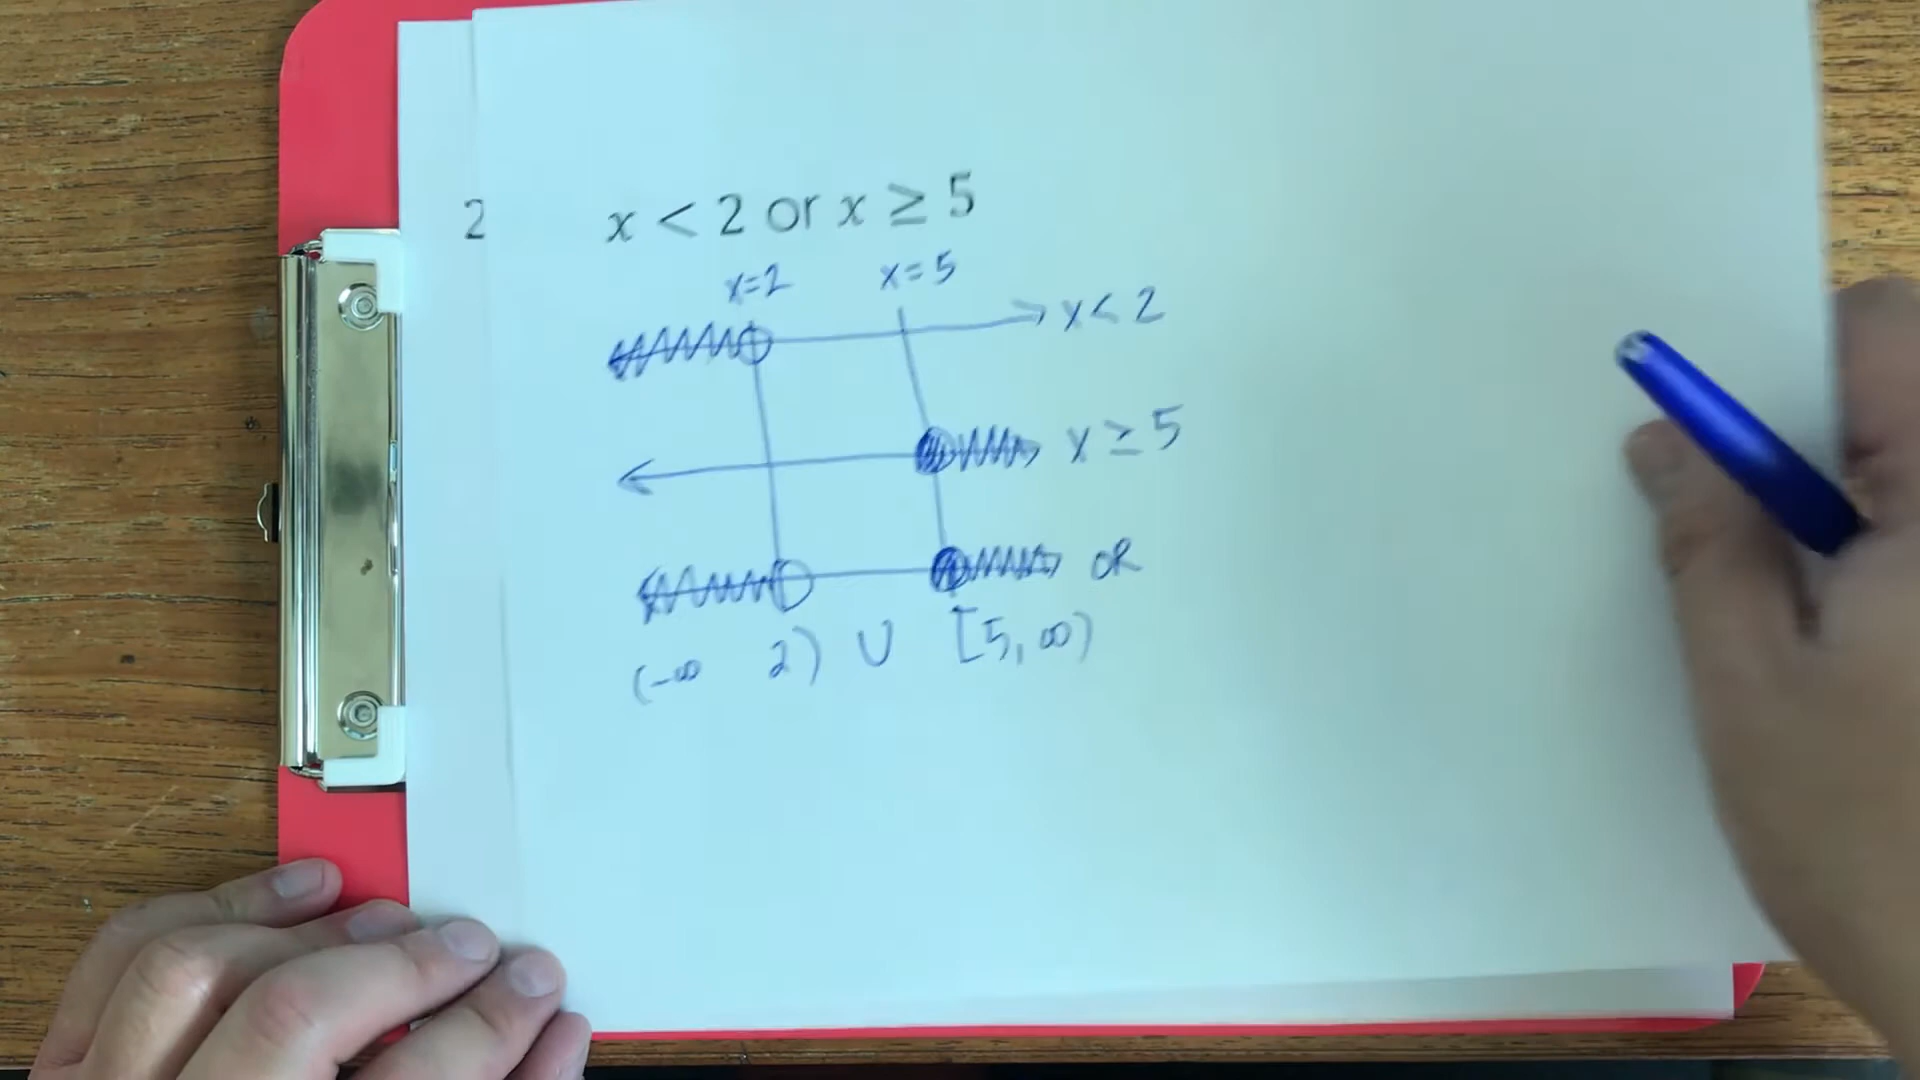 2 x < 2 or x ≥ 5
x=2 x=5
x < 2
x ≥ 5
OR
(-∞ 2) ∪ [5, ∞)